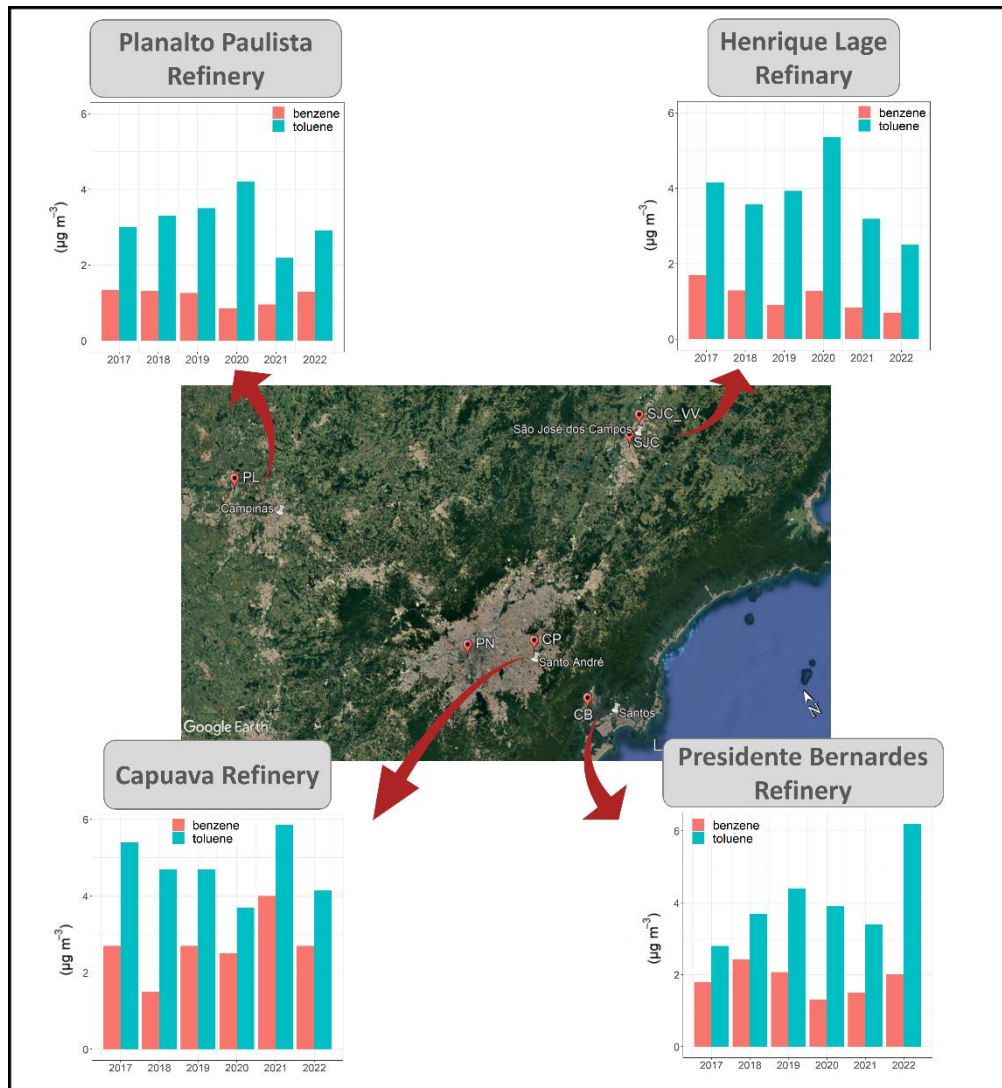 Planalto Paulista
Refinery
Henrique Lage
Refinary
benzene
toluene
6
4
2
0
(µg m⁻³)
2017 2018 2019 2020 2021 2022
benzene
toluene
6
4
2
0
(µg m⁻³)
2017 2018 2019 2020 2021 2022
SJC_VV
São José dos Campos
SJC
PL
Campinas
PN
CP
Santo André
CB
Santos
N
Google Earth
Capuava Refinery
Presidente Bernardes
Refinery
benzene
toluene
6
4
2
0
(µg m⁻³)
2017 2018 2019 2020 2021 2022
benzene
toluene
6
4
2
0
(µg m⁻³)
2017 2018 2019 2020 2021 2022